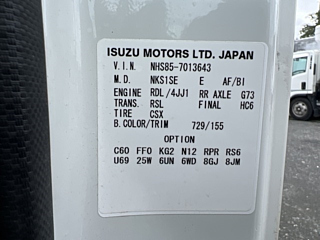 ISUZU MOTORS LTD. JAPAN
V.I.N. NHS85-7013643
M.D. NKS1SE E AF/BI
ENGINE RDL/4JJ1 RR AXLE G73
TRANS. RSL FINAL HC6
TIRE CSX
B.COLOR/TRIM 729/155
OPTION
C60 FF0 KG2 N12 RPR RS6
U69 25W 6UN 6WD 8GJ 8JM